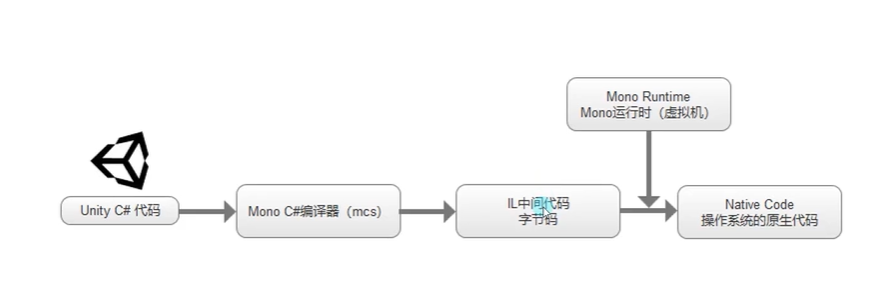 Mono Runtime
Mono运行时（虚拟机）
Unity C# 代码
Mono C#编译器（mcs）
IL中间代码
字节码
Native Code
操作系统的原生代码